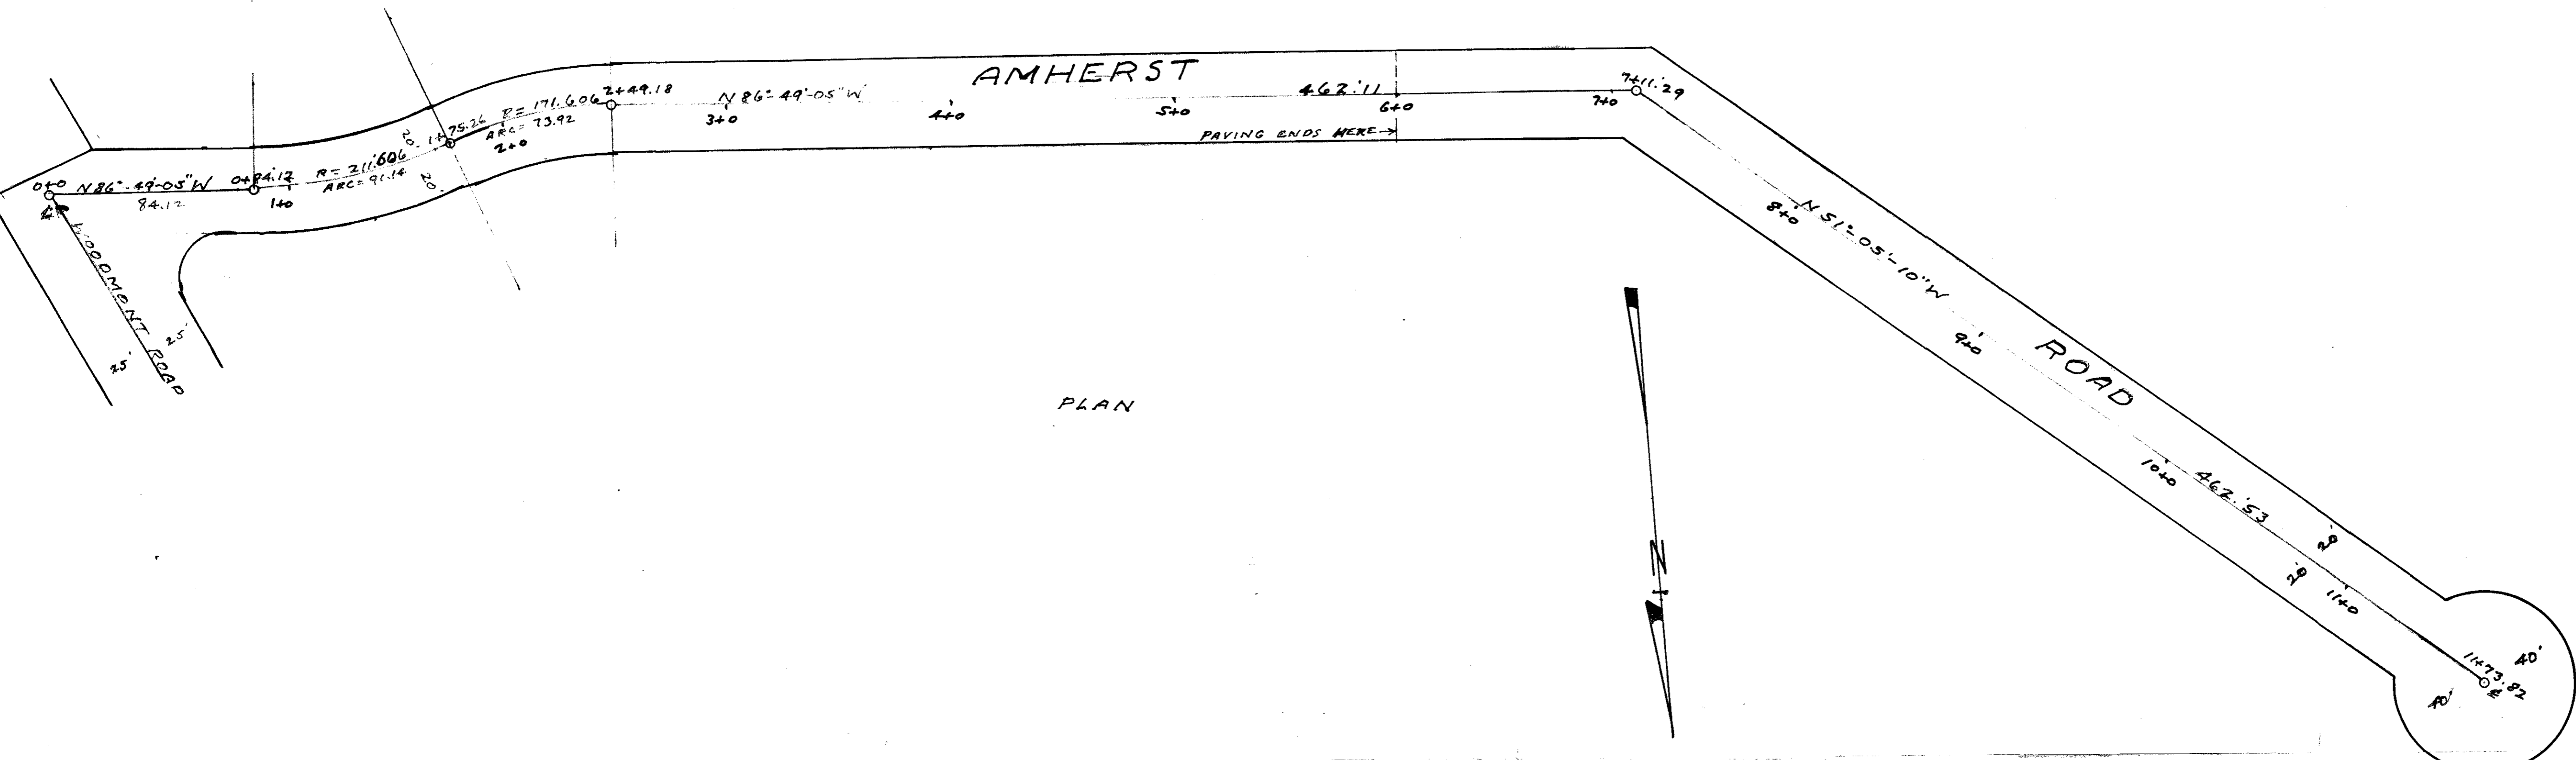 AMHERST
ROAD
0+0
N86°-49'-05"W
84.12
0+84.12
1+0
R=211.606
ARC=91.14
20'
20'
1+75.26
R=171.606
ARC=73.92
2+0
2+49.18
N86°-49'-05"W
3+0
4+0
5+0
462.11
6+0
PAVING ENDS HERE→
7+0
7+11.29
8+0
N51°-05'-10"W
9+0
10+0
462.53
20'
20'
11+0
11+73.82
℄
40'
40'
℄
WOODMONT ROAD
25'
25'
PLAN
N